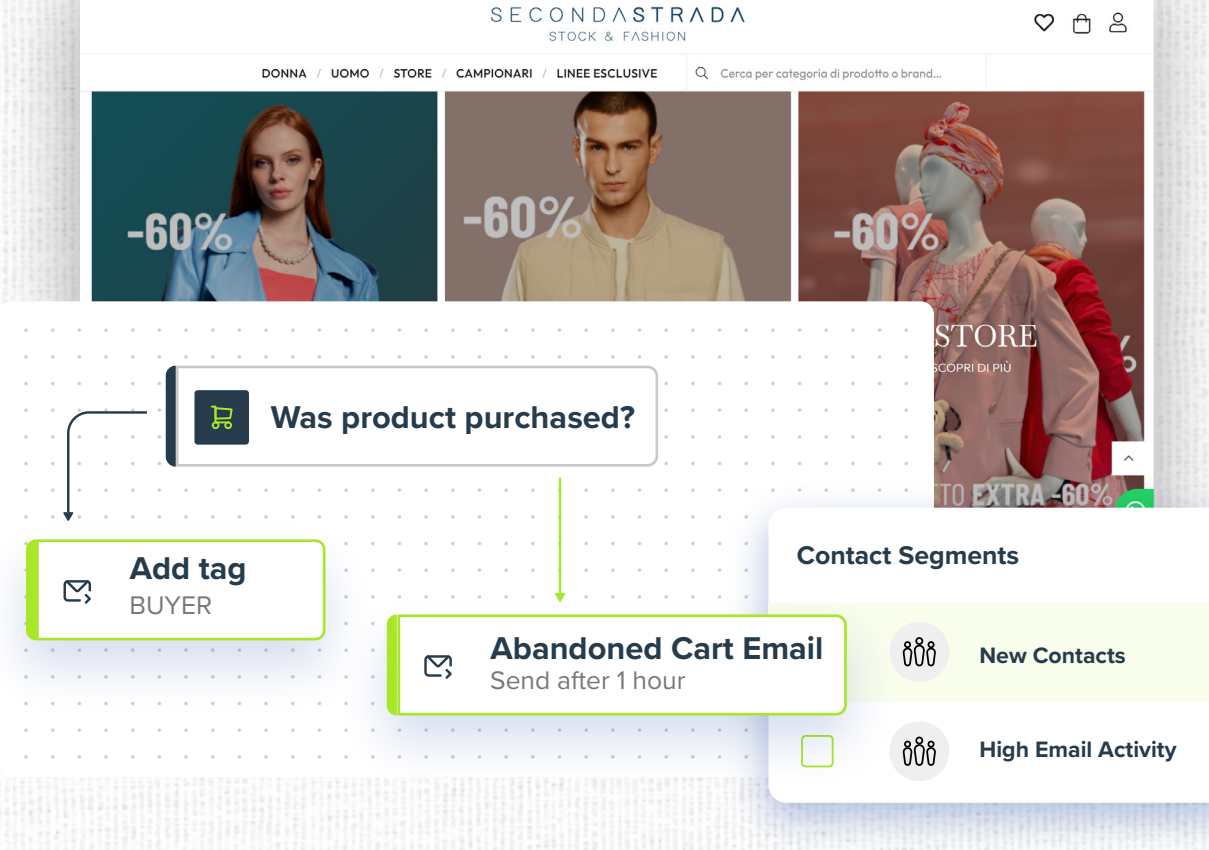 SECONDASTRADA
STOCK & FASHION
DONNA / UOMO / STORE / CAMPIONARI / LINEE ESCLUSIVE
Cerca per categoria di prodotto o brand...
-60%
-60%
-60%
STORE
SCOPRI DI PIÙ
EXTRA -60%
Was product purchased?
Add tag
BUYER
Abandoned Cart Email
Send after 1 hour
Contact Segments
New Contacts
High Email Activity